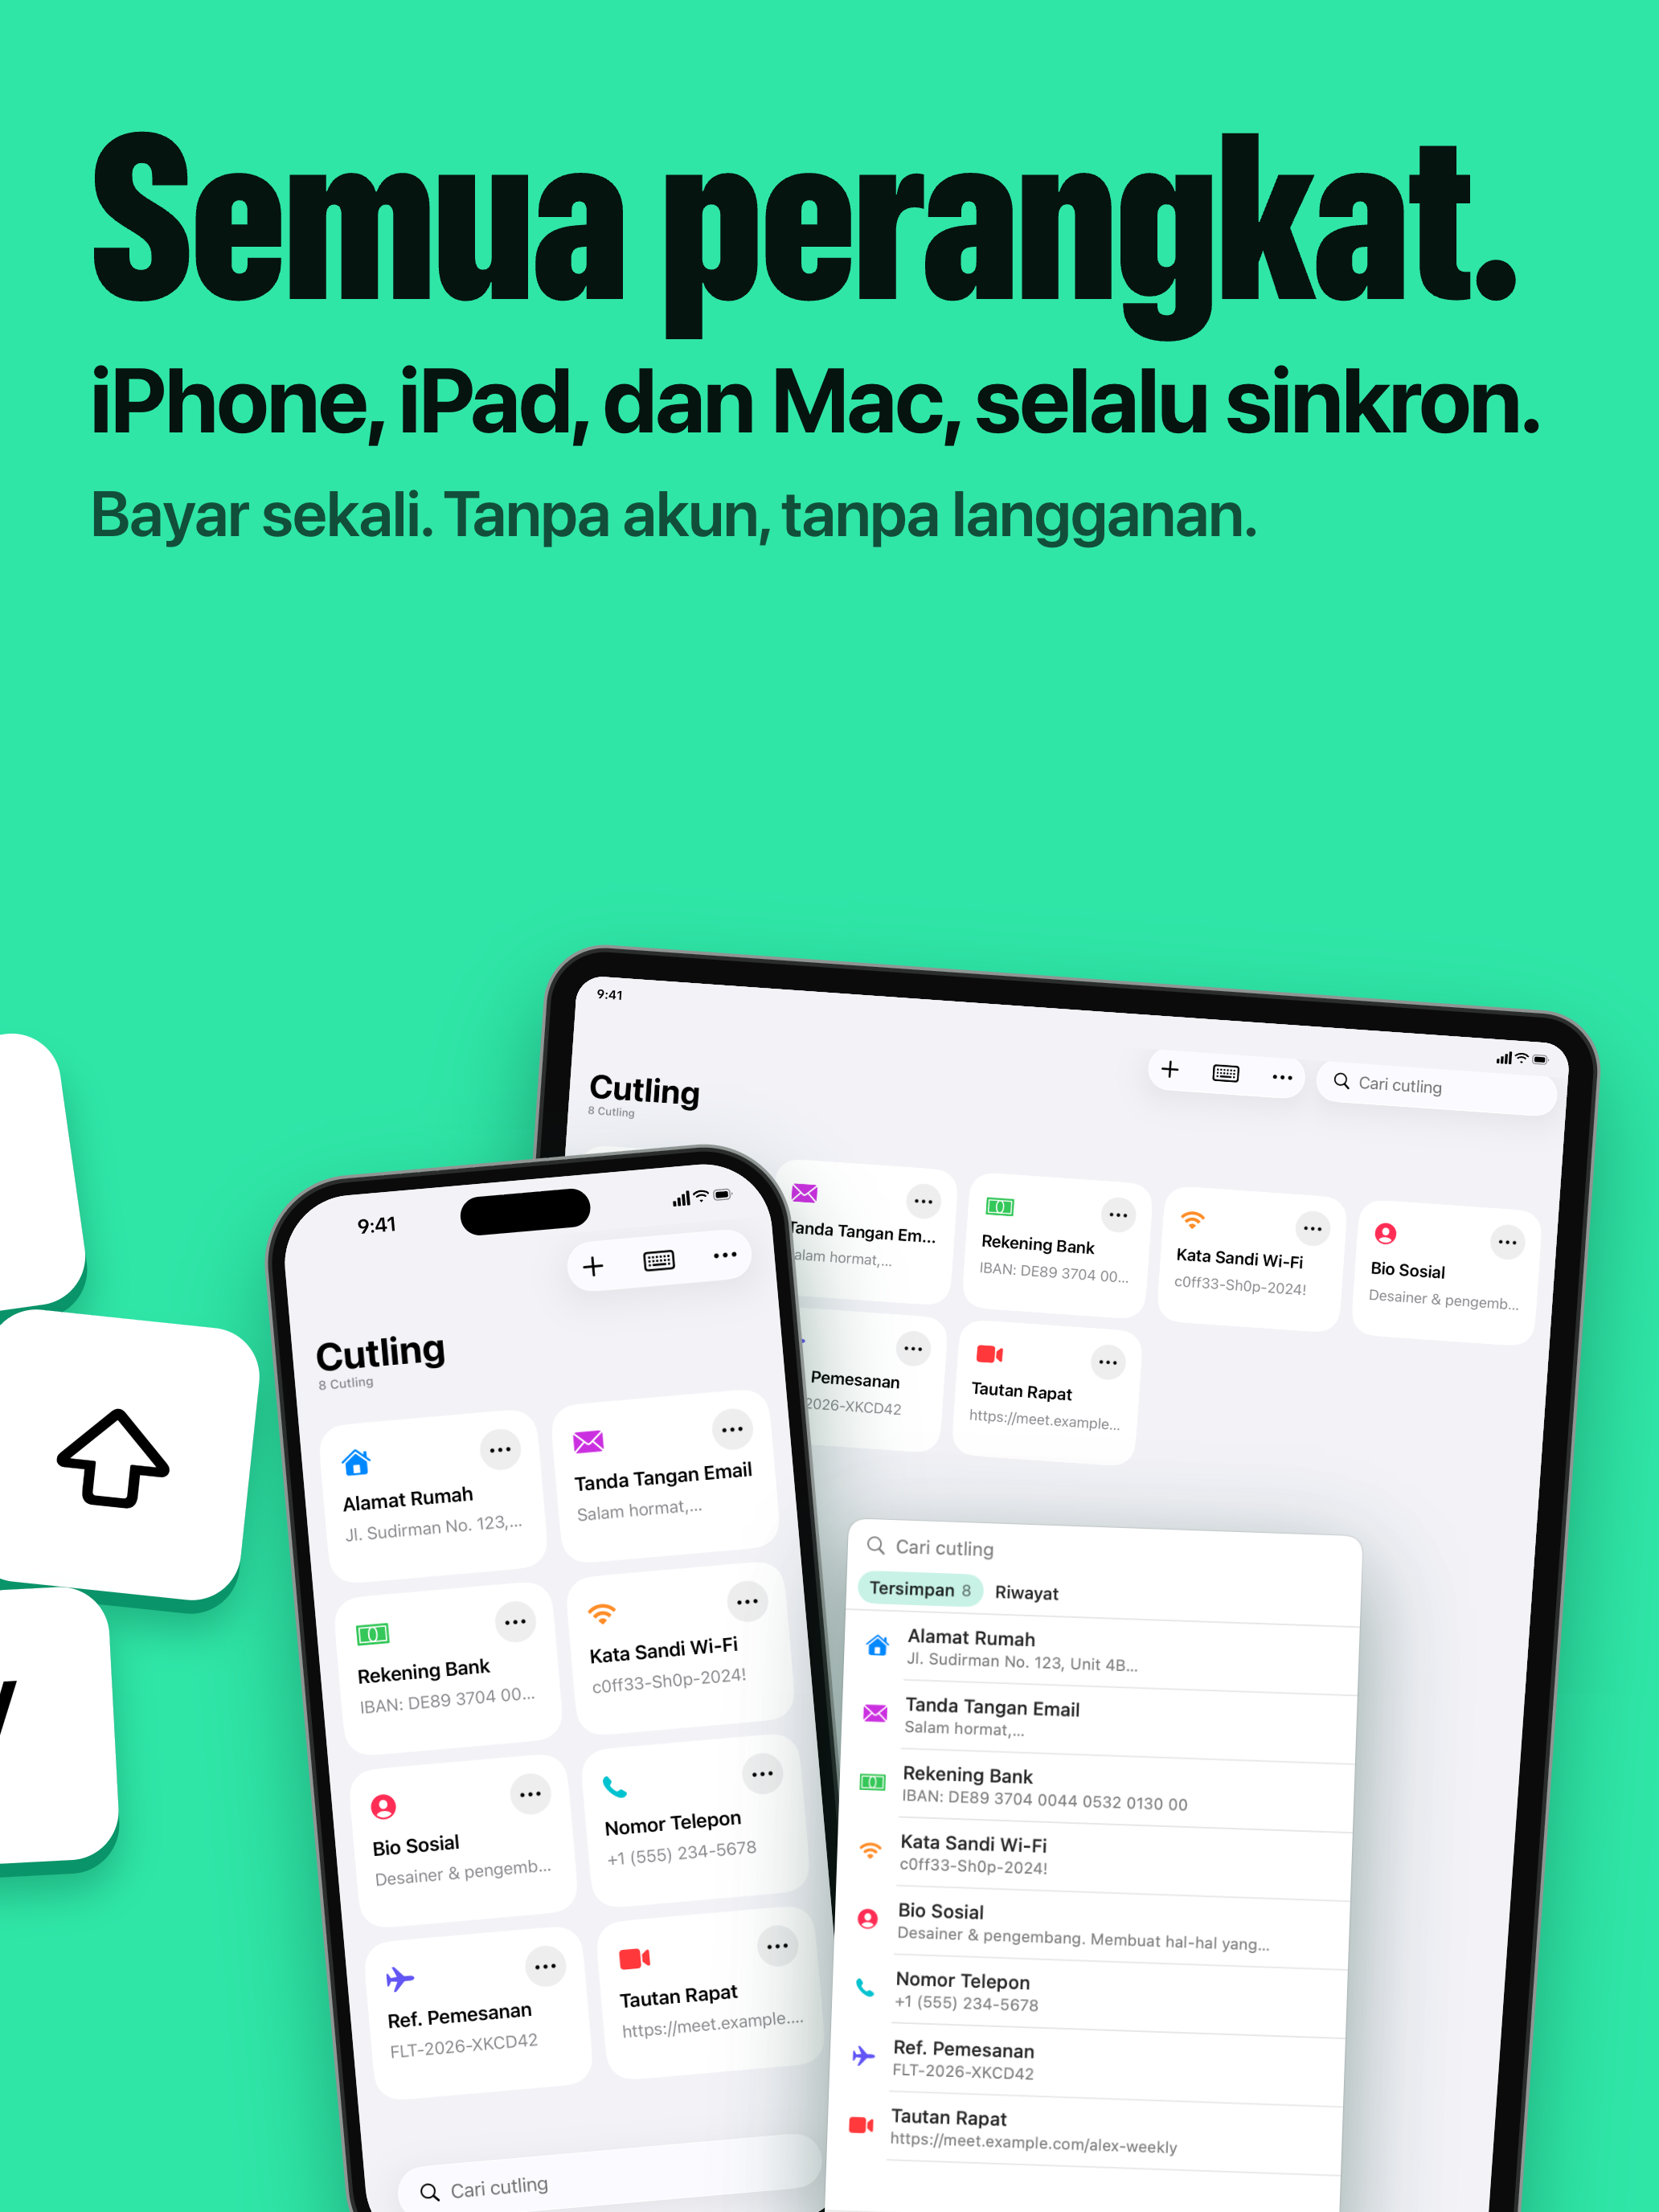 Semua perangkat.
iPhone, iPad, dan Mac, selalu sinkron.
Bayar sekali. Tanpa akun, tanpa langganan.
9:41
Cutling
8 Cutling
Cari cutling
Tanda Tangan Em...
alam hormat,...
Rekening Bank
IBAN: DE89 3704 00...
Kata Sandi Wi-Fi
c0ff33-Sh0p-2024!
Bio Sosial
Desainer & pengemb...
Pemesanan
2026-XKCD42
Tautan Rapat
https://meet.example...
9:41
Cutling
8 Cutling
Alamat Rumah
Jl. Sudirman No. 123,...
Tanda Tangan Email
Salam hormat,...
Rekening Bank
IBAN: DE89 3704 00...
Kata Sandi Wi-Fi
c0ff33-Sh0p-2024!
Bio Sosial
Desainer & pengemb...
Nomor Telepon
+1 (555) 234-5678
Ref. Pemesanan
FLT-2026-XKCD42
Tautan Rapat
https://meet.example....
Cari cutling
Cari cutling
Tersimpan 8 Riwayat
Alamat Rumah
Jl. Sudirman No. 123, Unit 4B...
Tanda Tangan Email
Salam hormat,...
Rekening Bank
IBAN: DE89 3704 0044 0532 0130 00
Kata Sandi Wi-Fi
c0ff33-Sh0p-2024!
Bio Sosial
Desainer & pengembang. Membuat hal-hal yang...
Nomor Telepon
+1 (555) 234-5678
Ref. Pemesanan
FLT-2026-XKCD42
Tautan Rapat
https://meet.example.com/alex-weekly